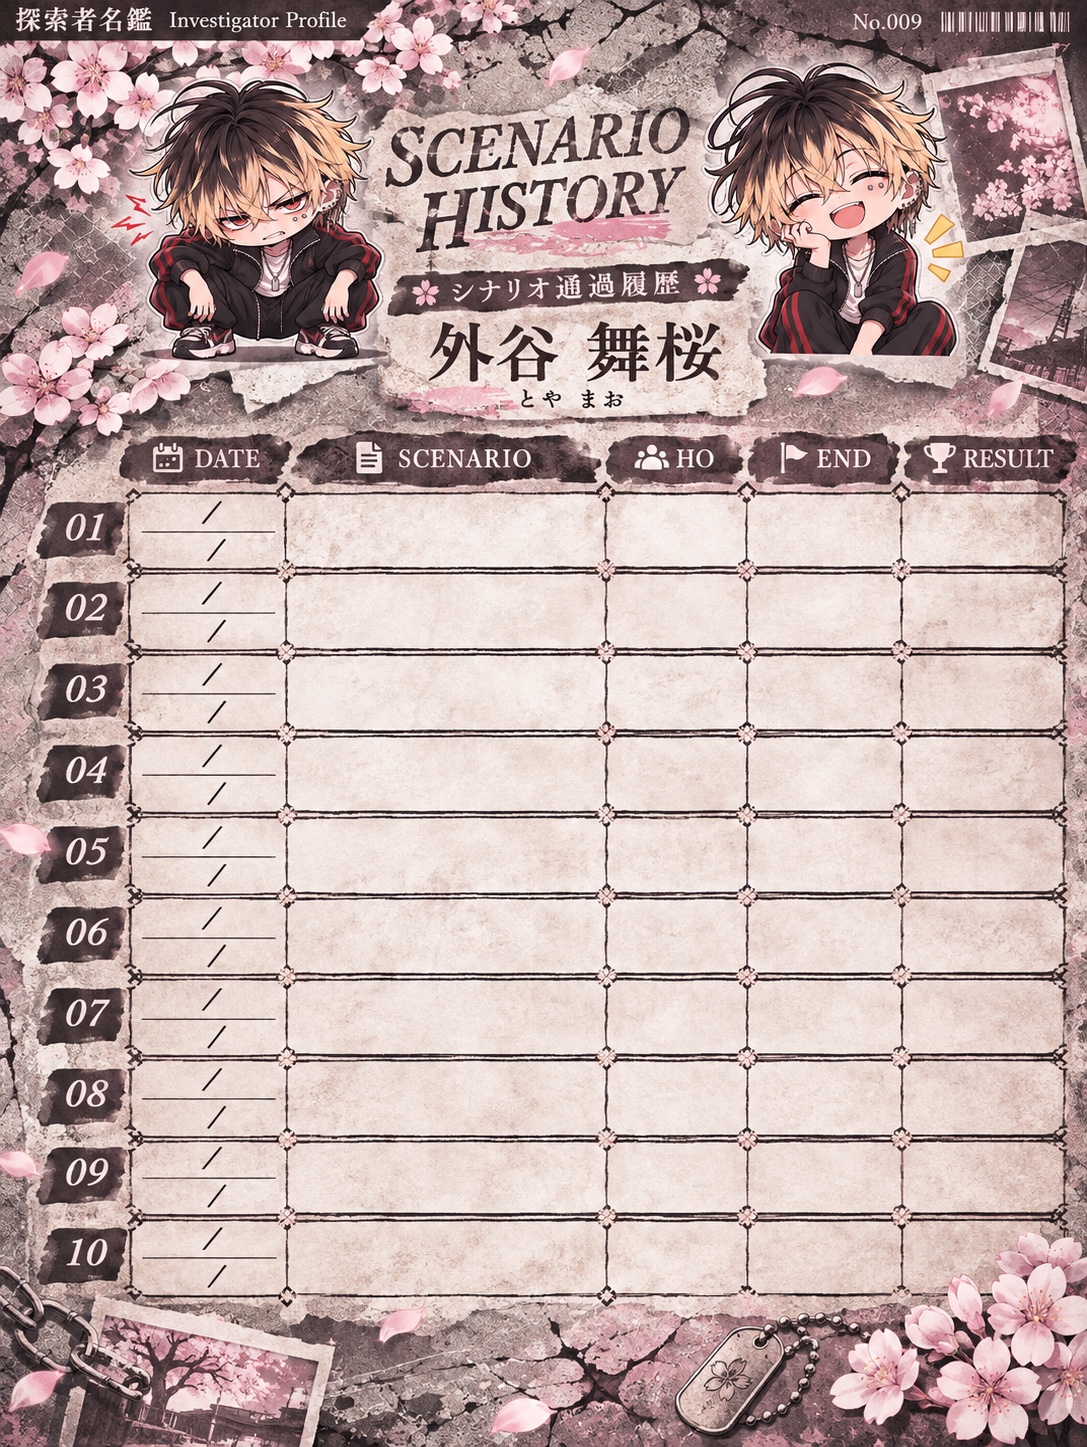 探索者名鑑 Investigator Profile No.009
SCENARIO
HISTORY
シナリオ通過履歴
外谷 舞桜
とや まお
DATE SCENARIO HO END RESULT
01 /
/
02 /
/
03 /
/
04 /
/
05 /
/
06 /
/
07 /
/
08 /
/
09 /
/
10 /
/